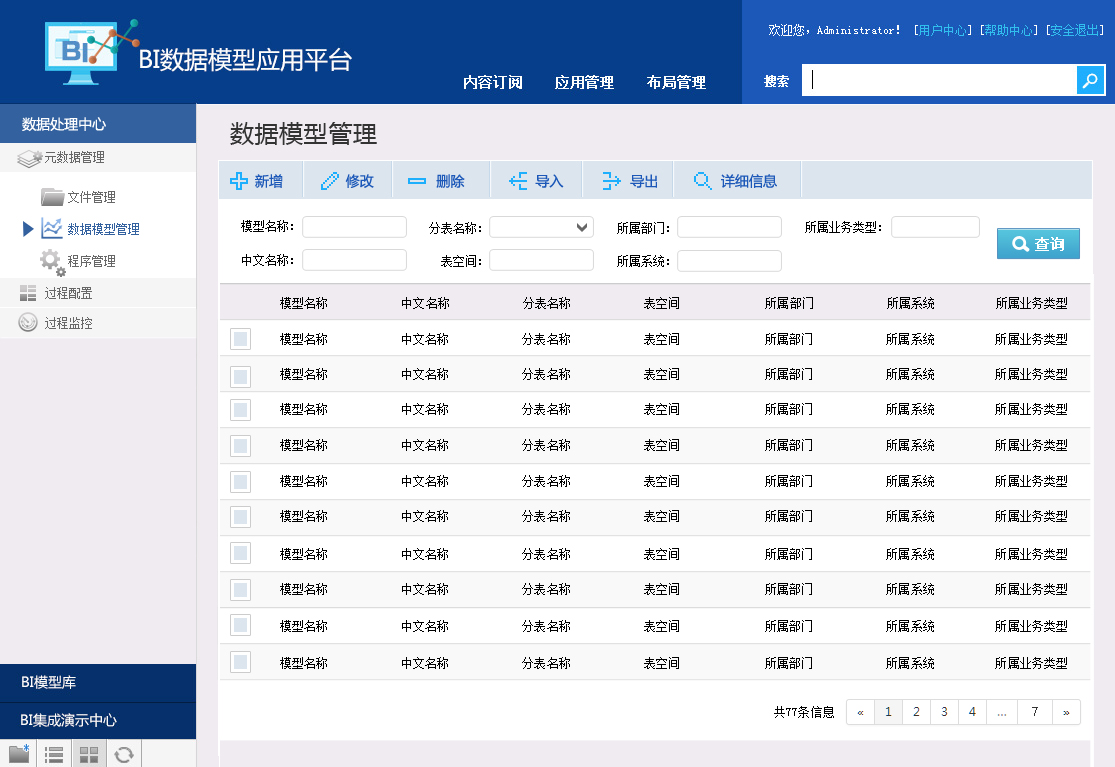 欢迎您，Administrator！ [用户中心] [帮助中心] [安全退出]
BI
BI数据模型应用平台
内容订阅 应用管理 布局管理
搜索
数据处理中心
元数据管理
文件管理
数据模型管理
程序管理
过程配置
过程监控
BI模型库
BI集成演示中心
数据模型管理
新增 修改 删除 导入 导出 详细信息
模型名称： 分表名称： 所属部门： 所属业务类型：
中文名称： 表空间： 所属系统：
查询
模型名称 中文名称 分表名称 表空间 所属部门 所属系统 所属业务类型
模型名称 中文名称 分表名称 表空间 所属部门 所属系统 所属业务类型
模型名称 中文名称 分表名称 表空间 所属部门 所属系统 所属业务类型
模型名称 中文名称 分表名称 表空间 所属部门 所属系统 所属业务类型
模型名称 中文名称 分表名称 表空间 所属部门 所属系统 所属业务类型
模型名称 中文名称 分表名称 表空间 所属部门 所属系统 所属业务类型
模型名称 中文名称 分表名称 表空间 所属部门 所属系统 所属业务类型
模型名称 中文名称 分表名称 表空间 所属部门 所属系统 所属业务类型
模型名称 中文名称 分表名称 表空间 所属部门 所属系统 所属业务类型
模型名称 中文名称 分表名称 表空间 所属部门 所属系统 所属业务类型
模型名称 中文名称 分表名称 表空间 所属部门 所属系统 所属业务类型
共77条信息 « 1 2 3 4 ... 7 »